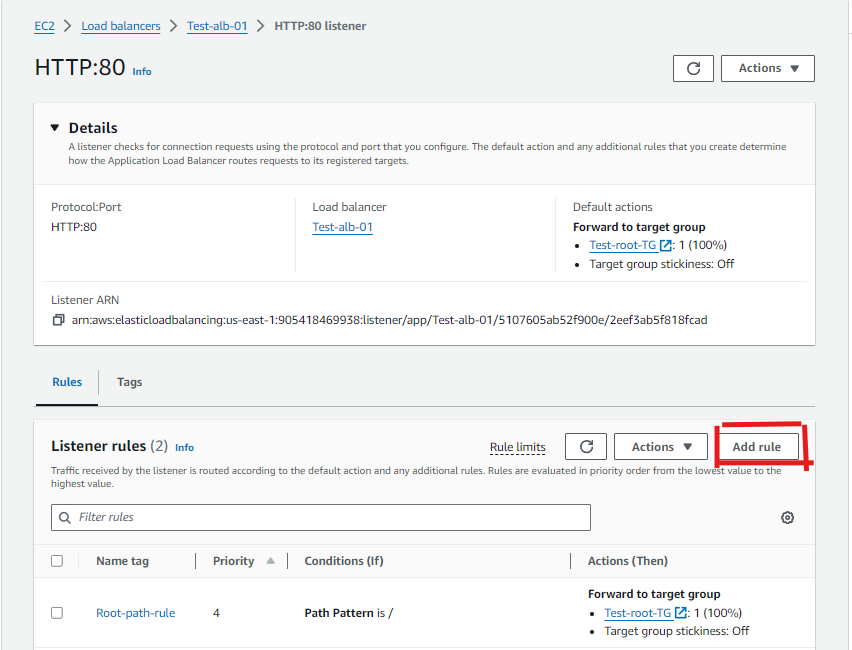 EC2 > Load balancers > Test-alb-01 > HTTP:80 listener
HTTP:80 Info
Actions ▼
▼ Details
A listener checks for connection requests using the protocol and port that you configure. The default action and any additional rules that you create determine
how the Application Load Balancer routes requests to its registered targets.
Protocol:Port
HTTP:80
Load balancer
Test-alb-01
Default actions
Forward to target group
• Test-root-TG: 1 (100%)
• Target group stickiness: Off
Listener ARN
arn:aws:elasticloadbalancing:us-east-1:905418469938:listener/app/Test-alb-01/5107605ab52f900e/2eef3ab5f818fcad
Rules
Tags
Listener rules (2) Info
Rule limits
Actions ▼
Add rule
Traffic received by the listener is routed according to the default action and any additional rules. Rules are evaluated in priority order from the lowest value to the
highest value.
Filter rules
Name tag
Priority
Conditions (If)
Actions (Then)
Root-path-rule
4
Path Pattern is /
Forward to target group
• Test-root-TG: 1 (100%)
• Target group stickiness: Off